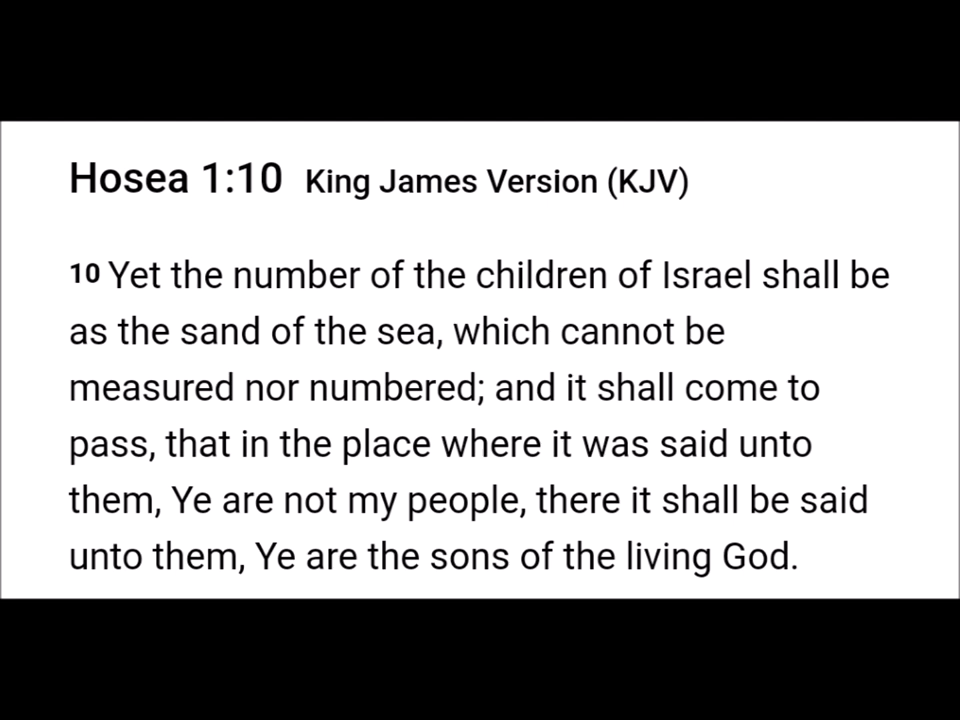 Hosea 1:10 King James Version (KJV)
10 Yet the number of the children of Israel shall be
as the sand of the sea, which cannot be
measured nor numbered; and it shall come to
pass, that in the place where it was said unto
them, Ye are not my people, there it shall be said
unto them, Ye are the sons of the living God.